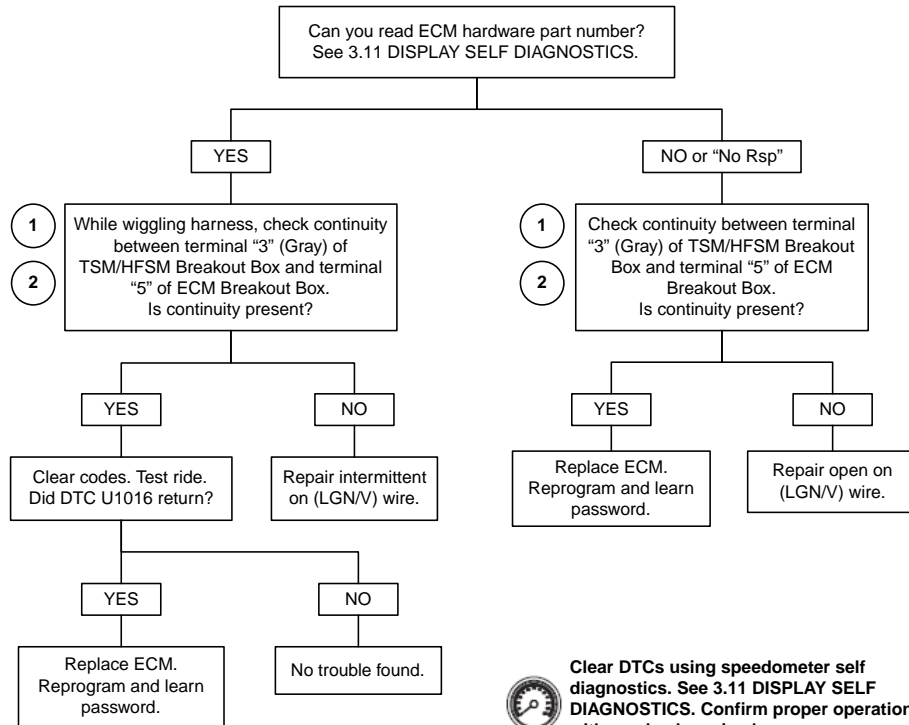 Can you read ECM hardware part number?
See 3.11 DISPLAY SELF DIAGNOSTICS.
YES
NO or “No Rsp”
1
2
While wiggling harness, check continuity
between terminal “3” (Gray) of
TSM/HFSM Breakout Box and terminal
“5” of ECM Breakout Box.
Is continuity present?
1
2
Check continuity between terminal
“3” (Gray) of TSM/HFSM Breakout
Box and terminal “5” of ECM
Breakout Box.
Is continuity present?
YES
NO
YES
NO
Clear codes. Test ride.
Did DTC U1016 return?
Repair intermittent
on (LGN/V) wire.
Replace ECM.
Reprogram and learn
password.
Repair open on
(LGN/V) wire.
YES
NO
Replace ECM.
Reprogram and learn
password.
No trouble found.
Clear DTCs using speedometer self
diagnostics. See 3.11 DISPLAY SELF
DIAGNOSTICS. Confirm proper operation